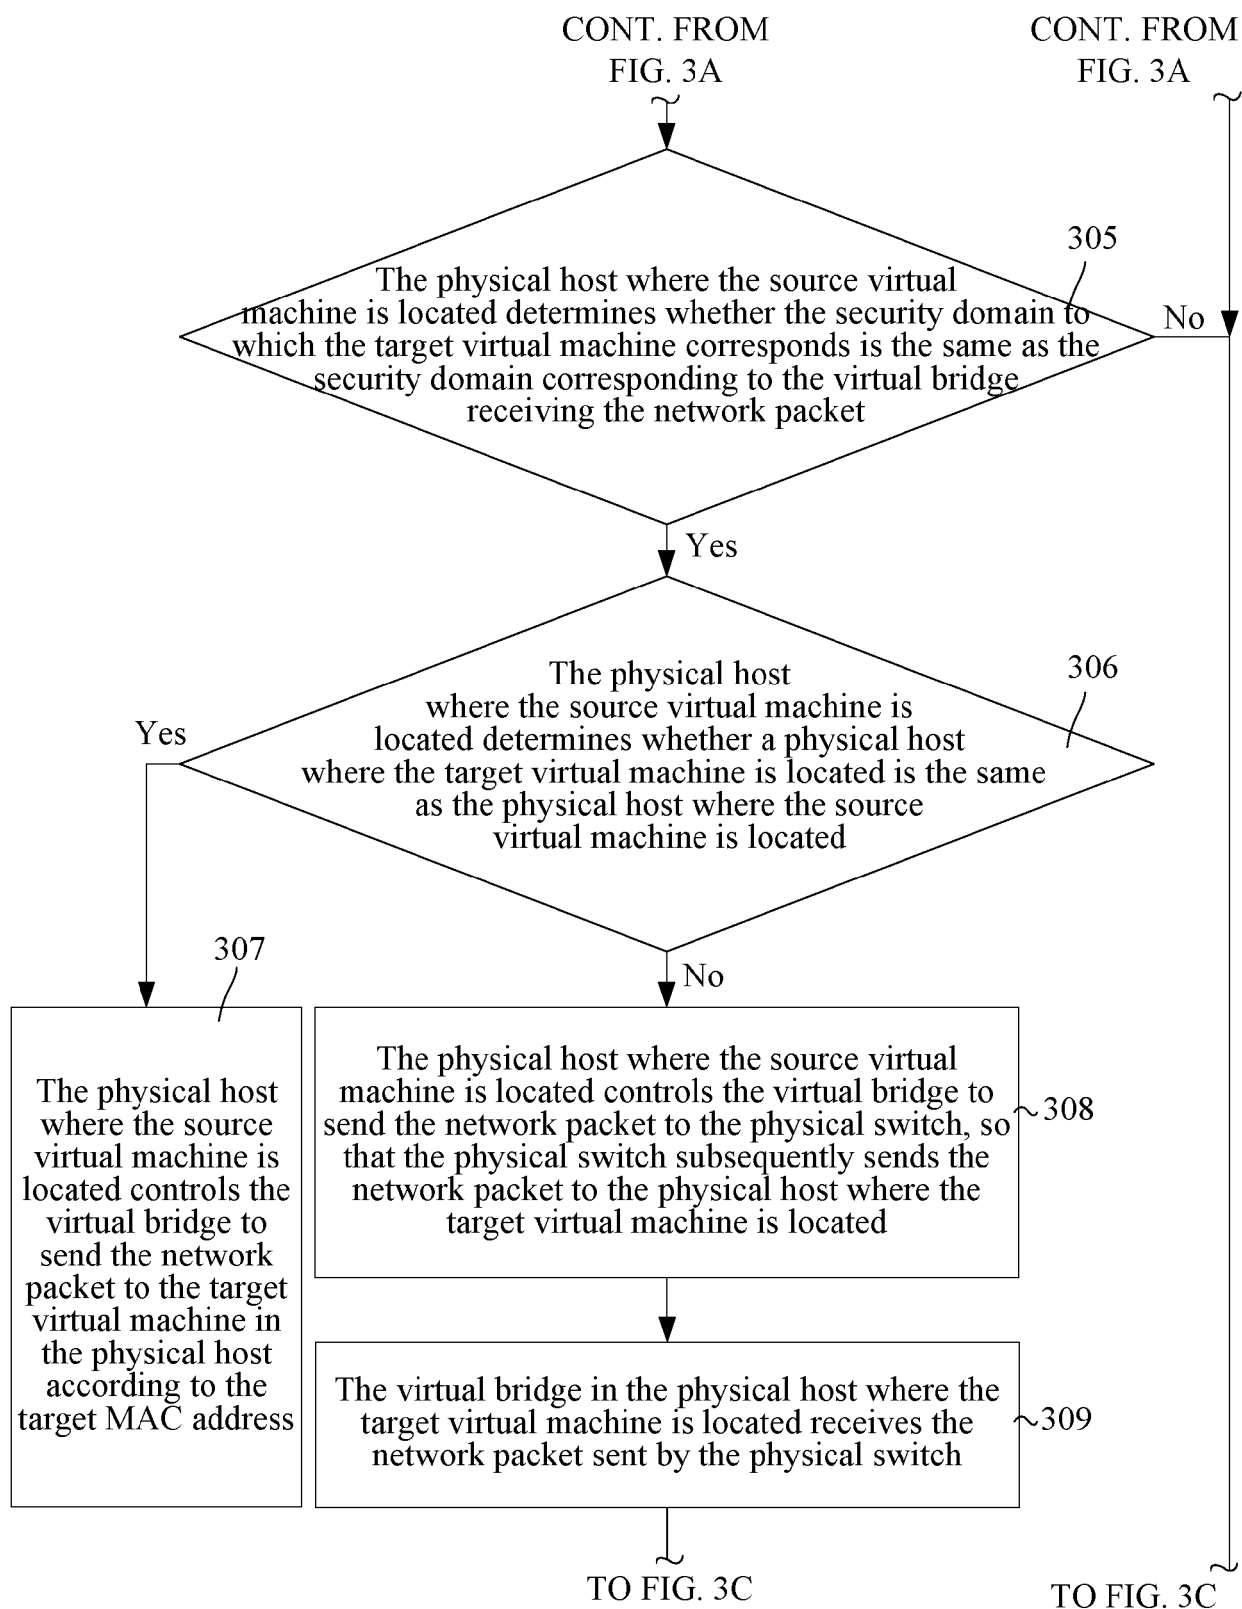 CONT. FROM
FIG. 3A
CONT. FROM
FIG. 3A
305
The physical host where the source virtual
machine is located determines whether the security domain to
which the target virtual machine corresponds is the same as the
security domain corresponding to the virtual bridge
receiving the network packet
No
Yes
306
The physical host
where the source virtual machine is
located determines whether a physical host
where the target virtual machine is located is the same
as the physical host where the source
virtual machine is located
Yes
No
307
The physical host
where the source
virtual machine is
located controls the
virtual bridge to
send the network
packet to the target
virtual machine in
the physical host
according to the
target MAC address
The physical host where the source virtual
machine is located controls the virtual bridge to
send the network packet to the physical switch, so
that the physical switch subsequently sends the
network packet to the physical host where the
target virtual machine is located
308
The virtual bridge in the physical host where the
target virtual machine is located receives the
network packet sent by the physical switch
309
TO FIG. 3C
TO FIG. 3C